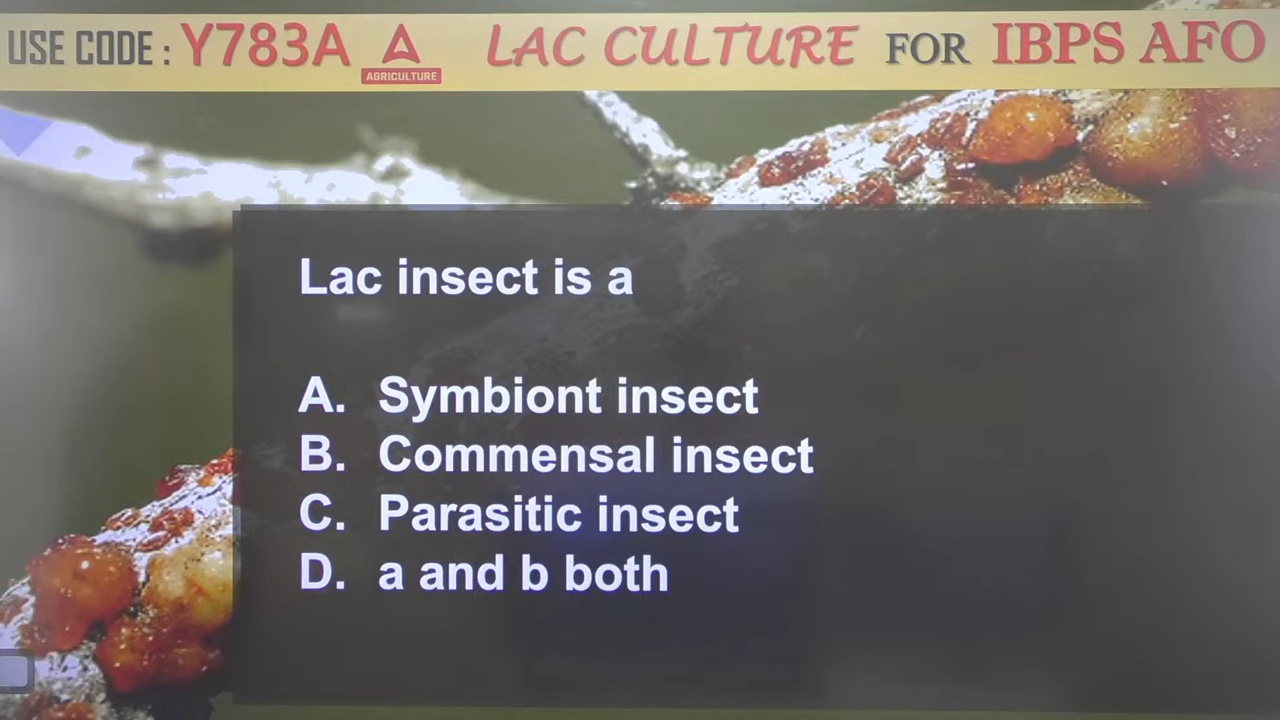 USE CODE : Y783A AGRICULTURE LAC CULTURE FOR IBPS AFO
Lac insect is a
A. Symbiont insect
B. Commensal insect
C. Parasitic insect
D. a and b both